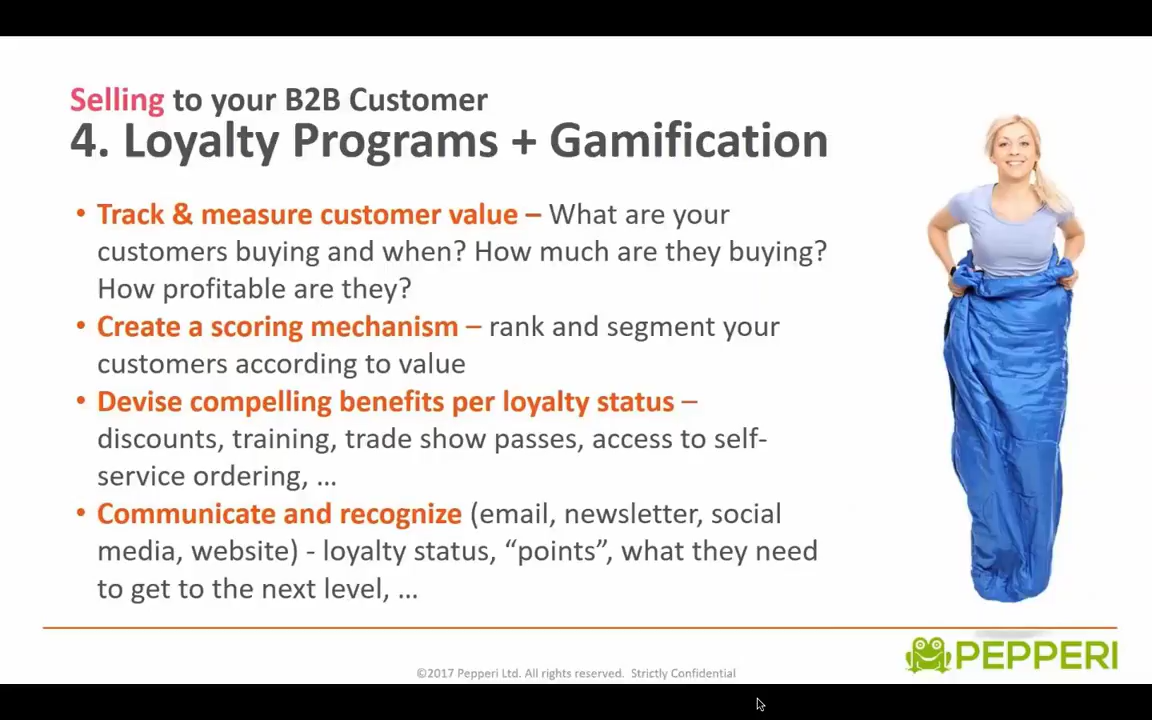 Selling to your B2B Customer
4. Loyalty Programs + Gamification
• Track & measure customer value – What are your
customers buying and when? How much are they buying?
How profitable are they?
• Create a scoring mechanism – rank and segment your
customers according to value
• Devise compelling benefits per loyalty status –
discounts, training, trade show passes, access to self-
service ordering, …
• Communicate and recognize (email, newsletter, social
media, website) - loyalty status, “points”, what they need
to get to the next level, …
PEPPERI
©2017 Pepperi Ltd. All rights reserved. Strictly Confidential